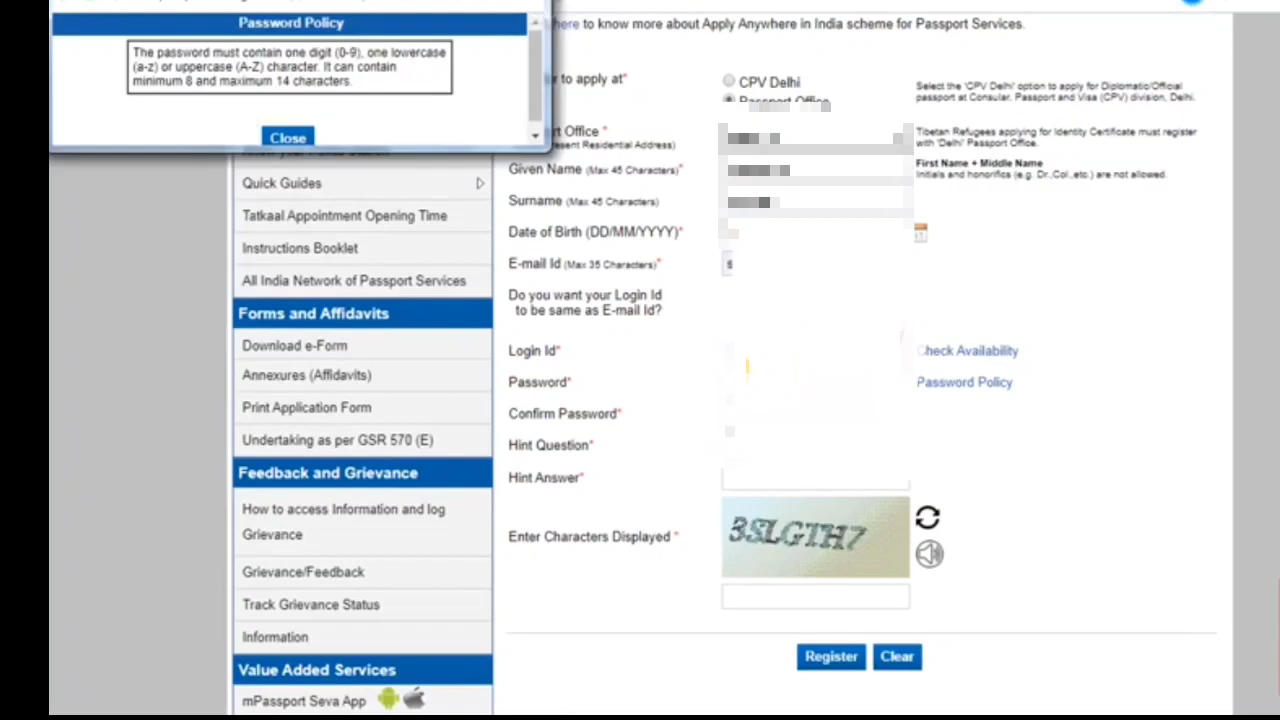 Password Policy
The password must contain one digit (0-9), one lowercase
(a-z) or uppercase (A-Z) character. It can contain
minimum 8 and maximum 14 characters.
Close
here to know more about Apply Anywhere in India scheme for Passport Services.
to apply at*
CPV Delhi
Passport Office
Select the 'CPV Delhi' option to apply for Diplomatic/Official
passport at Consular, Passport and Visa (CPV) division, Delhi.
Office *
Residential Address)
Tibetan Refugees applying for Identity Certificate must register
with 'Delhi' Passport Office.
Given Name (Max 45 Characters)*
First Name + Middle Name
Initials and honorifics (e.g. Dr.,Col.,etc.) are not allowed.
Surname (Max 45 Characters)
Date of Birth (DD/MM/YYYY)*
E-mail Id (Max 35 Characters)*
s
Do you want your Login Id
to be same as E-mail Id?
Login Id*
Check Availability
Password*
Password Policy
Confirm Password*
Hint Question*
Hint Answer*
Enter Characters Displayed *
3SLGTH7
Register
Clear
Quick Guides
Tatkaal Appointment Opening Time
Instructions Booklet
All India Network of Passport Services
Forms and Affidavits
Download e-Form
Annexures (Affidavits)
Print Application Form
Undertaking as per GSR 570 (E)
Feedback and Grievance
How to access Information and log
Grievance
Grievance/Feedback
Track Grievance Status
Information
Value Added Services
mPassport Seva App